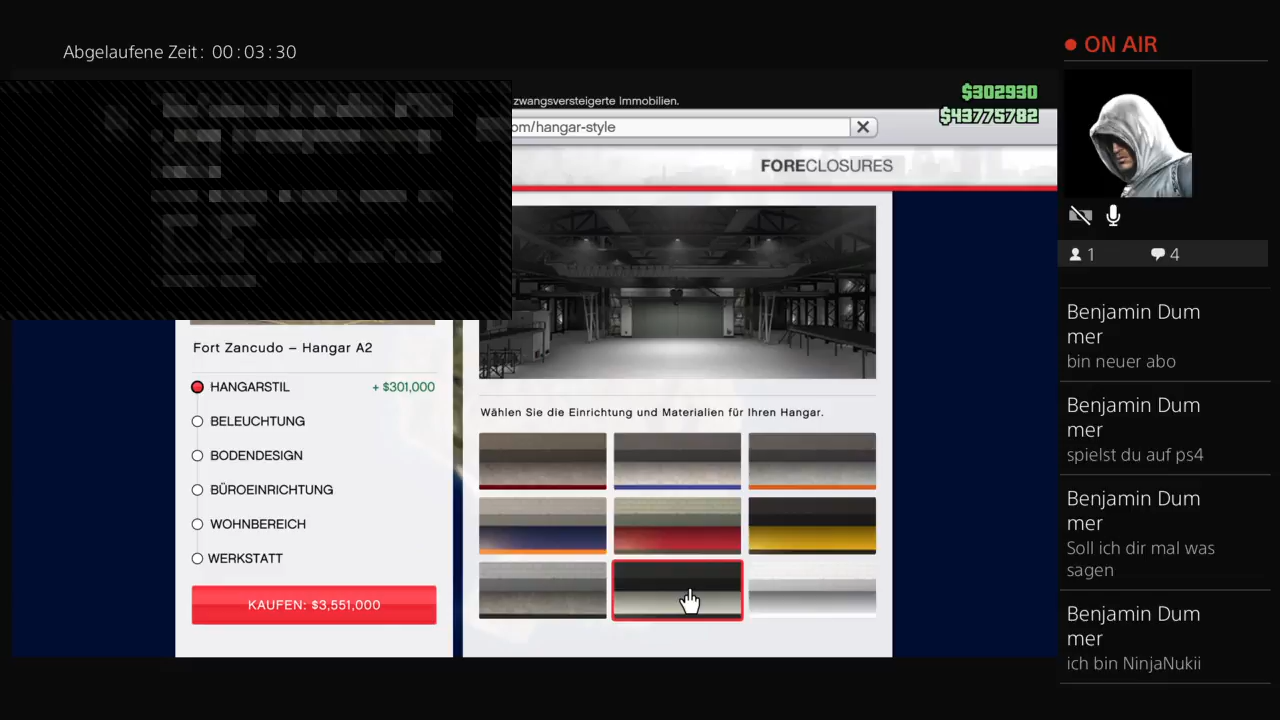 Abgelaufene Zeit: 00:03:30
ON AIR
zwangsversteigerte Immobilien.
$302930
$43775782
om/hangar-style
FORECLOSURES
1
4
Fort Zancudo – Hangar A2
HANGARSTIL + $301,000
BELEUCHTUNG
BODENDESIGN
BÜROEINRICHTUNG
WOHNBEREICH
WERKSTATT
KAUFEN: $3,551,000
Wählen Sie die Einrichtung und Materialien für Ihren Hangar.
Benjamin Dum
mer
bin neuer abo
Benjamin Dum
mer
spielst du auf ps4
Benjamin Dum
mer
Soll ich dir mal was
sagen
Benjamin Dum
mer
ich bin NinjaNukii